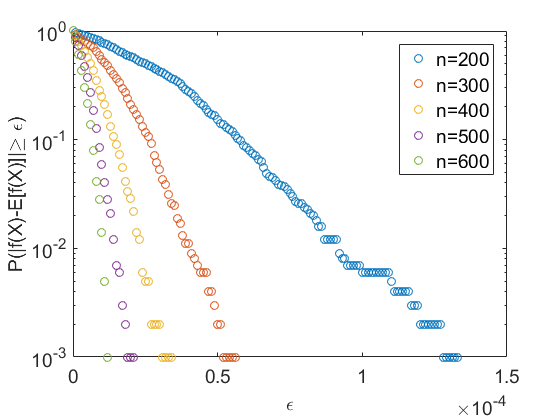 10^0
10^-1
10^-2
10^-3
P(|f(X)-E[f(X)]|≥ ϵ)
n=200
n=300
n=400
n=500
n=600
0 0.5 1 1.5
ϵ ×10^-4